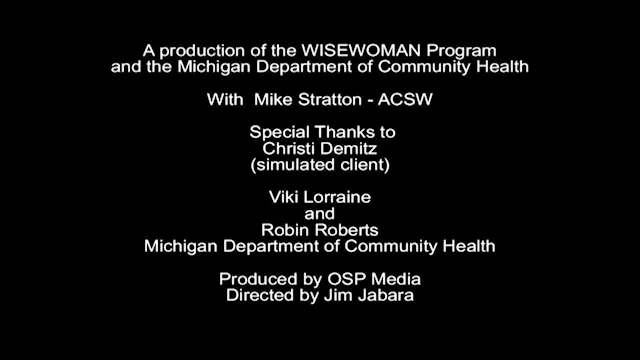 A production of the WISEWOMAN Program
and the Michigan Department of Community Health
With Mike Stratton - ACSW
Special Thanks to
Christi Demitz
(simulated client)
Viki Lorraine
and
Robin Roberts
Michigan Department of Community Health
Produced by OSP Media
Directed by Jim Jabara